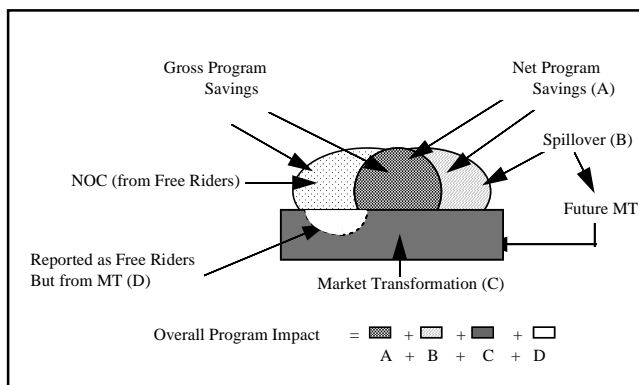 Gross Program
Savings
Net Program
Savings (A)
Spillover (B)
NOC (from Free Riders)
Future MT
Reported as Free Riders
But from MT (D)
Market Transformation (C)
Overall Program Impact = + + +
A + B + C + D